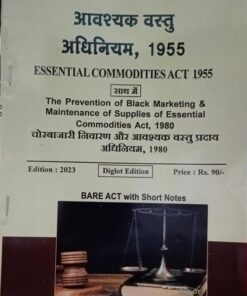 आवश्यक वस्तु
अधिनियम, 1955
ESSENTIAL COMMODITIES ACT 1955
साथ में
The Prevention of Black Marketing &
Maintenance of Supplies of Essential
Commodities Act, 1980
चोरबाजारी निवारण और आवश्यक वस्तु प्रदाय
अधिनियम, 1980
Edition : 2023
Diglot Edition
Price : Rs. 90/-
BARE ACT with Short Notes